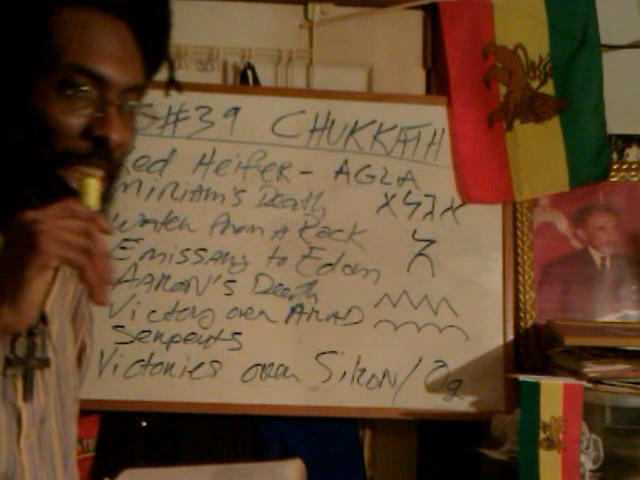 S#39 CHUKKATH
Red Heifer - AGLA
Miriam's Death
Water from A Rock
Emissary to Edom
AARON'S Death
Victory over ARAD
Serpents
Victories over Sihon/Og